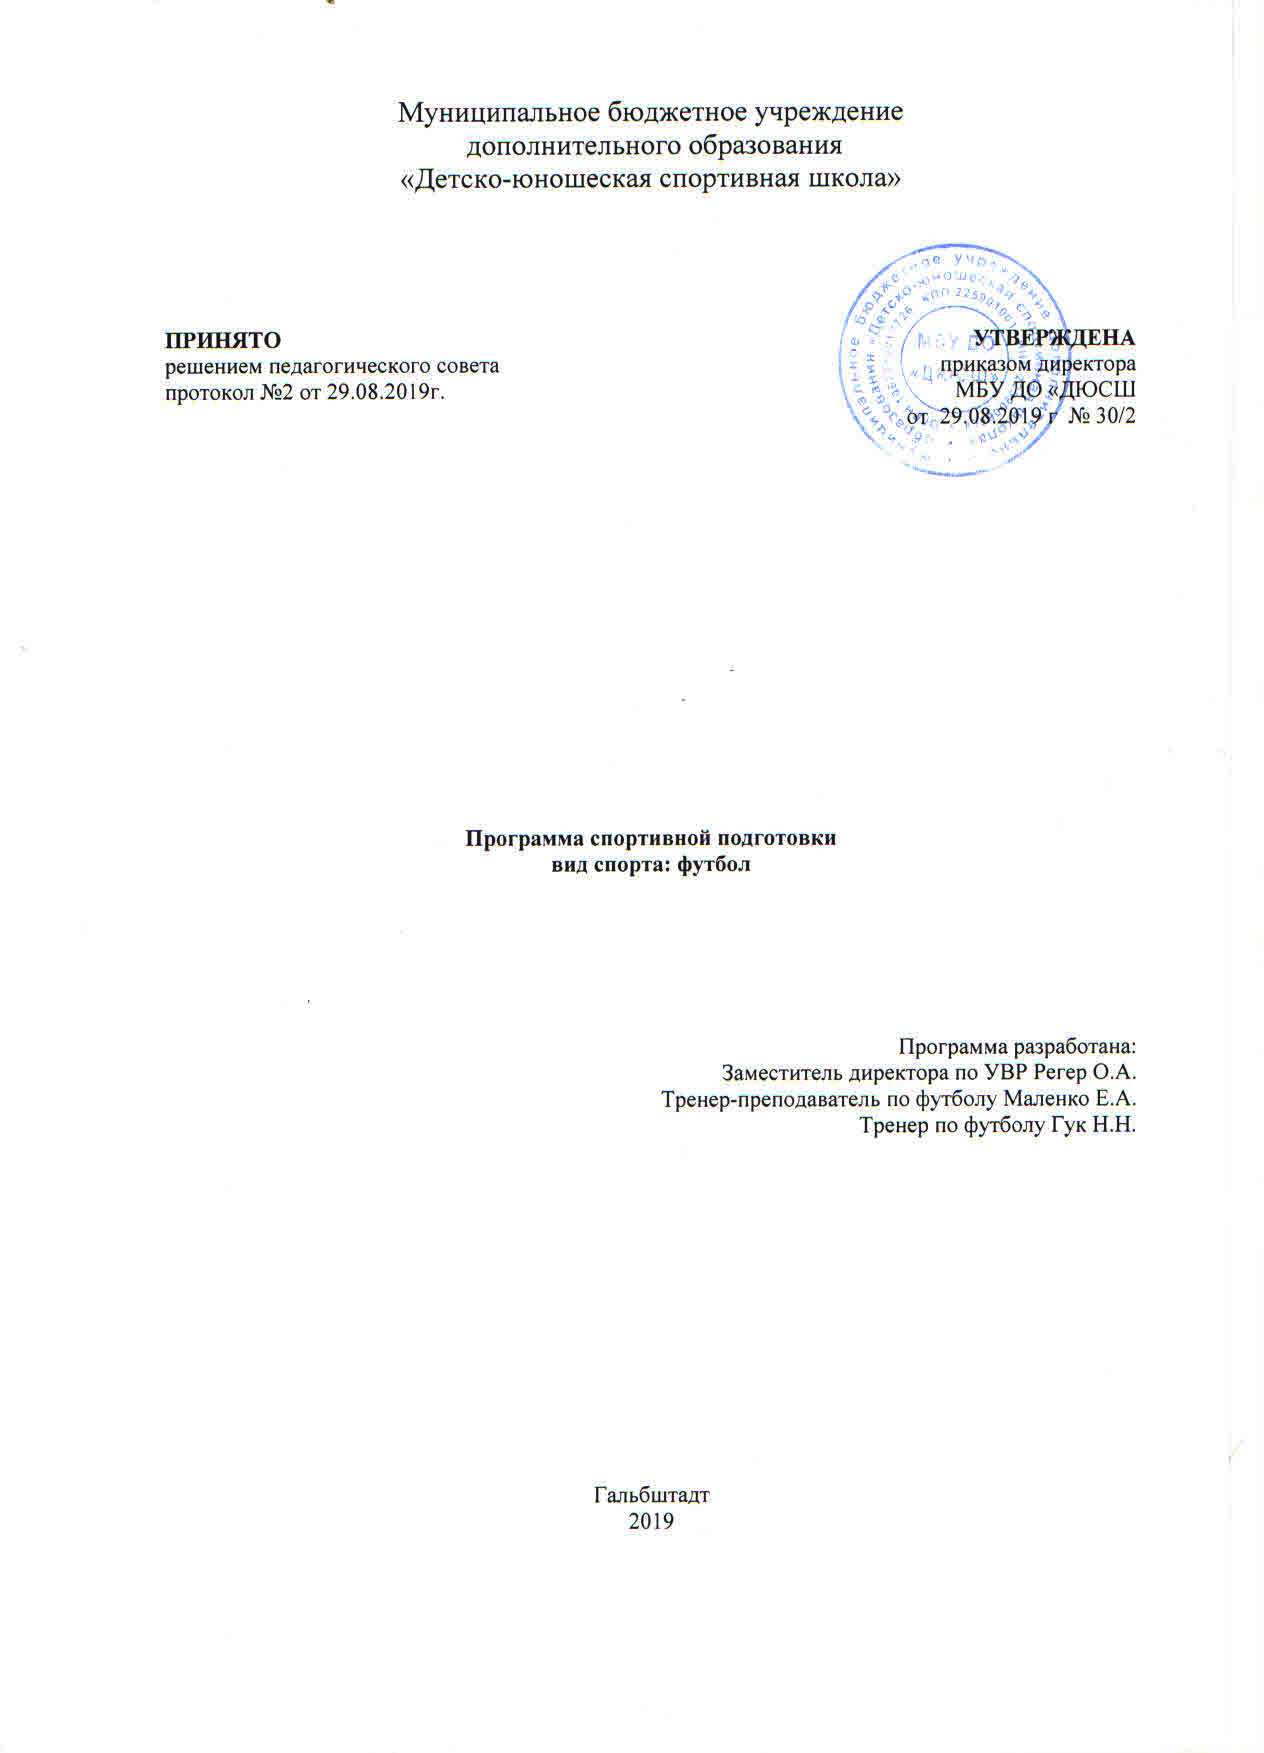 Муниципальное бюджетное учреждение
дополнительного образования
«Детско-юношеская спортивная школа»
ПРИНЯТО
решением педагогического совета
протокол №2 от 29.08.2019г.
УТВЕРЖДЕНА
приказом директора
МБУ ДО «ДЮСШ
от 29.08.2019 г № 30/2
МБУ ДО
Программа спортивной подготовки
вид спорта: футбол
Программа разработана:
Заместитель директора по УВР Регер О.А.
Тренер-преподаватель по футболу Маленко Е.А.
Тренер по футболу Гук Н.Н.
Гальбштадт
2019